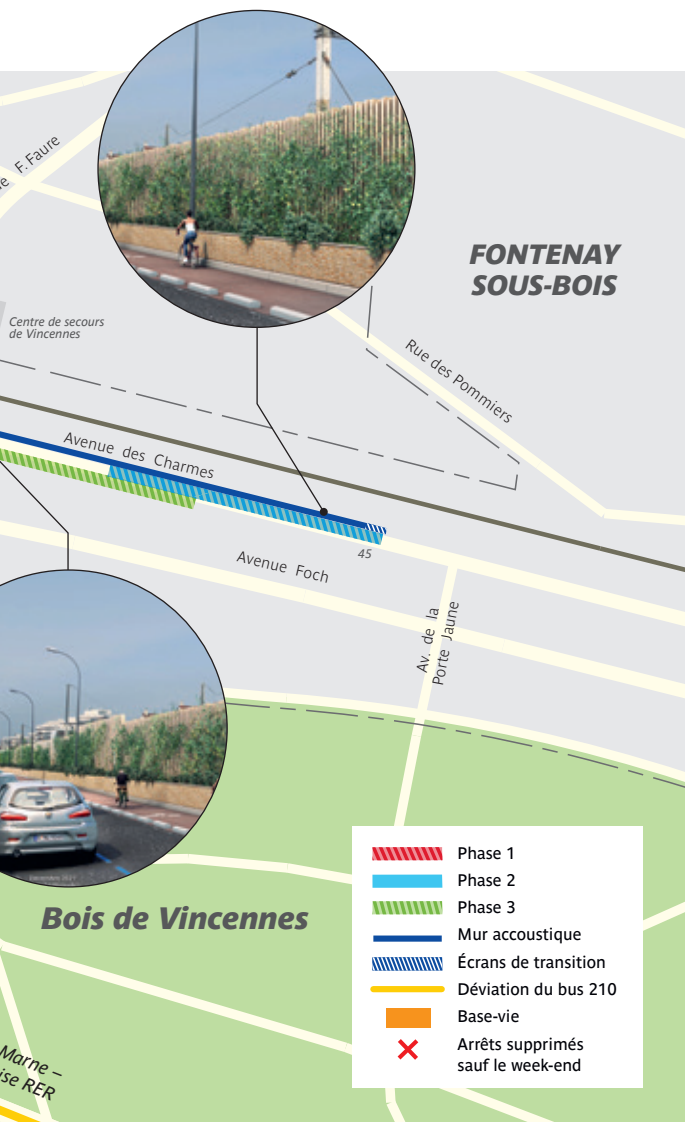 F. Faure
FONTENAY
SOUS-BOIS
Centre de secours
de Vincennes
Rue des Pommiers
Avenue des Charmes
45
Avenue Foch
Av. de la
Porte Jaune
Phase 1
Phase 2
Phase 3
Mur accoustique
Écrans de transition
Déviation du bus 210
Base-vie
Arrêts supprimés
sauf le week-end
Bois de Vincennes
Marne –
RER